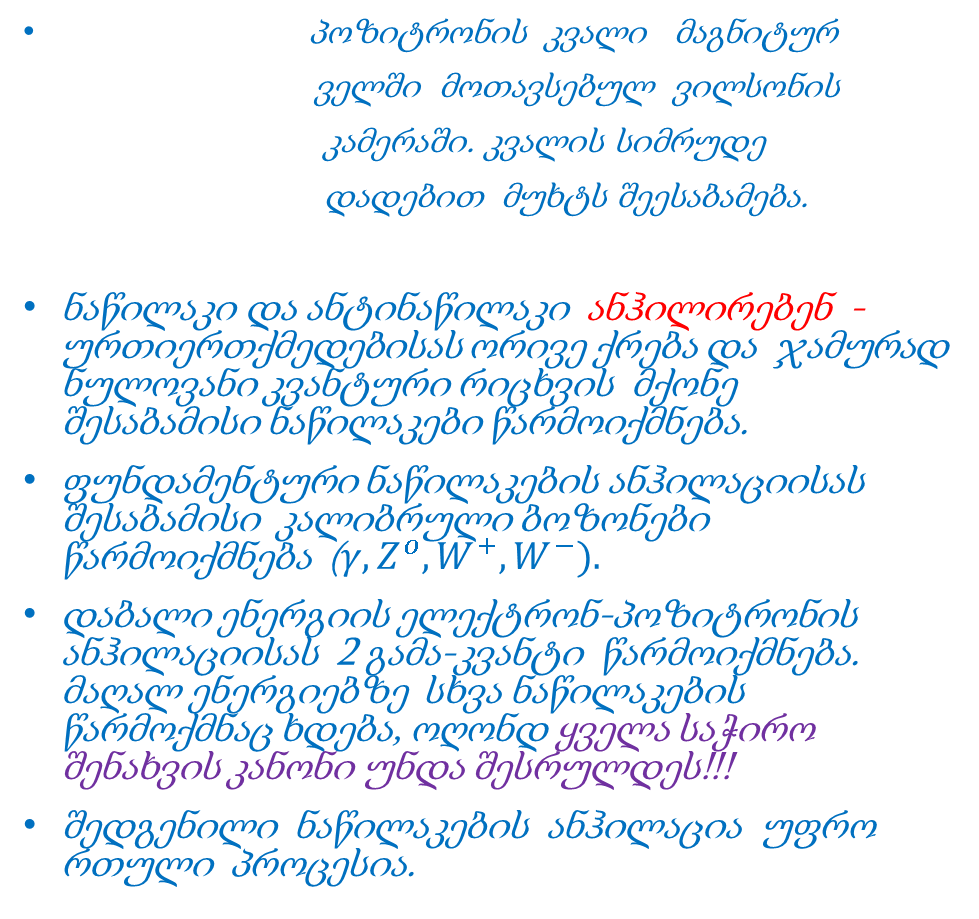 • პოზიტრონის კვალი მაგნიტურ
ველში მოთავსებულ ვილსონის
კამერაში. კვალის სიმრუდე
დადებით მუხტს შეესაბამება.
• ნაწილაკი და ანტინაწილაკი ანჰილირებენ -
ურთიერთქმედებისას ორივე ქრება და ჯამურად
ნულოვანი კვანტური რიცხვის მქონე
შესაბამისი ნაწილაკები წარმოიქმნება.
• ფუნდამენტური ნაწილაკების ანჰილაციისას
შესაბამისი კალიბრული ბოზონები
წარმოიქმნება (γ, Z⁰, W⁺, W⁻).
• დაბალი ენერგიის ელექტრონ-პოზიტრონის
ანჰილაციისას 2 გამა-კვანტი წარმოიქმნება.
მაღალ ენერგიებზე სხვა ნაწილაკების
წარმოქმნაც ხდება, ოღონდ ყველა საჭირო
შენახვის კანონი უნდა შესრულდეს!!!
• შედგენილი ნაწილაკების ანჰილაცია უფრო
რთული პროცესია.